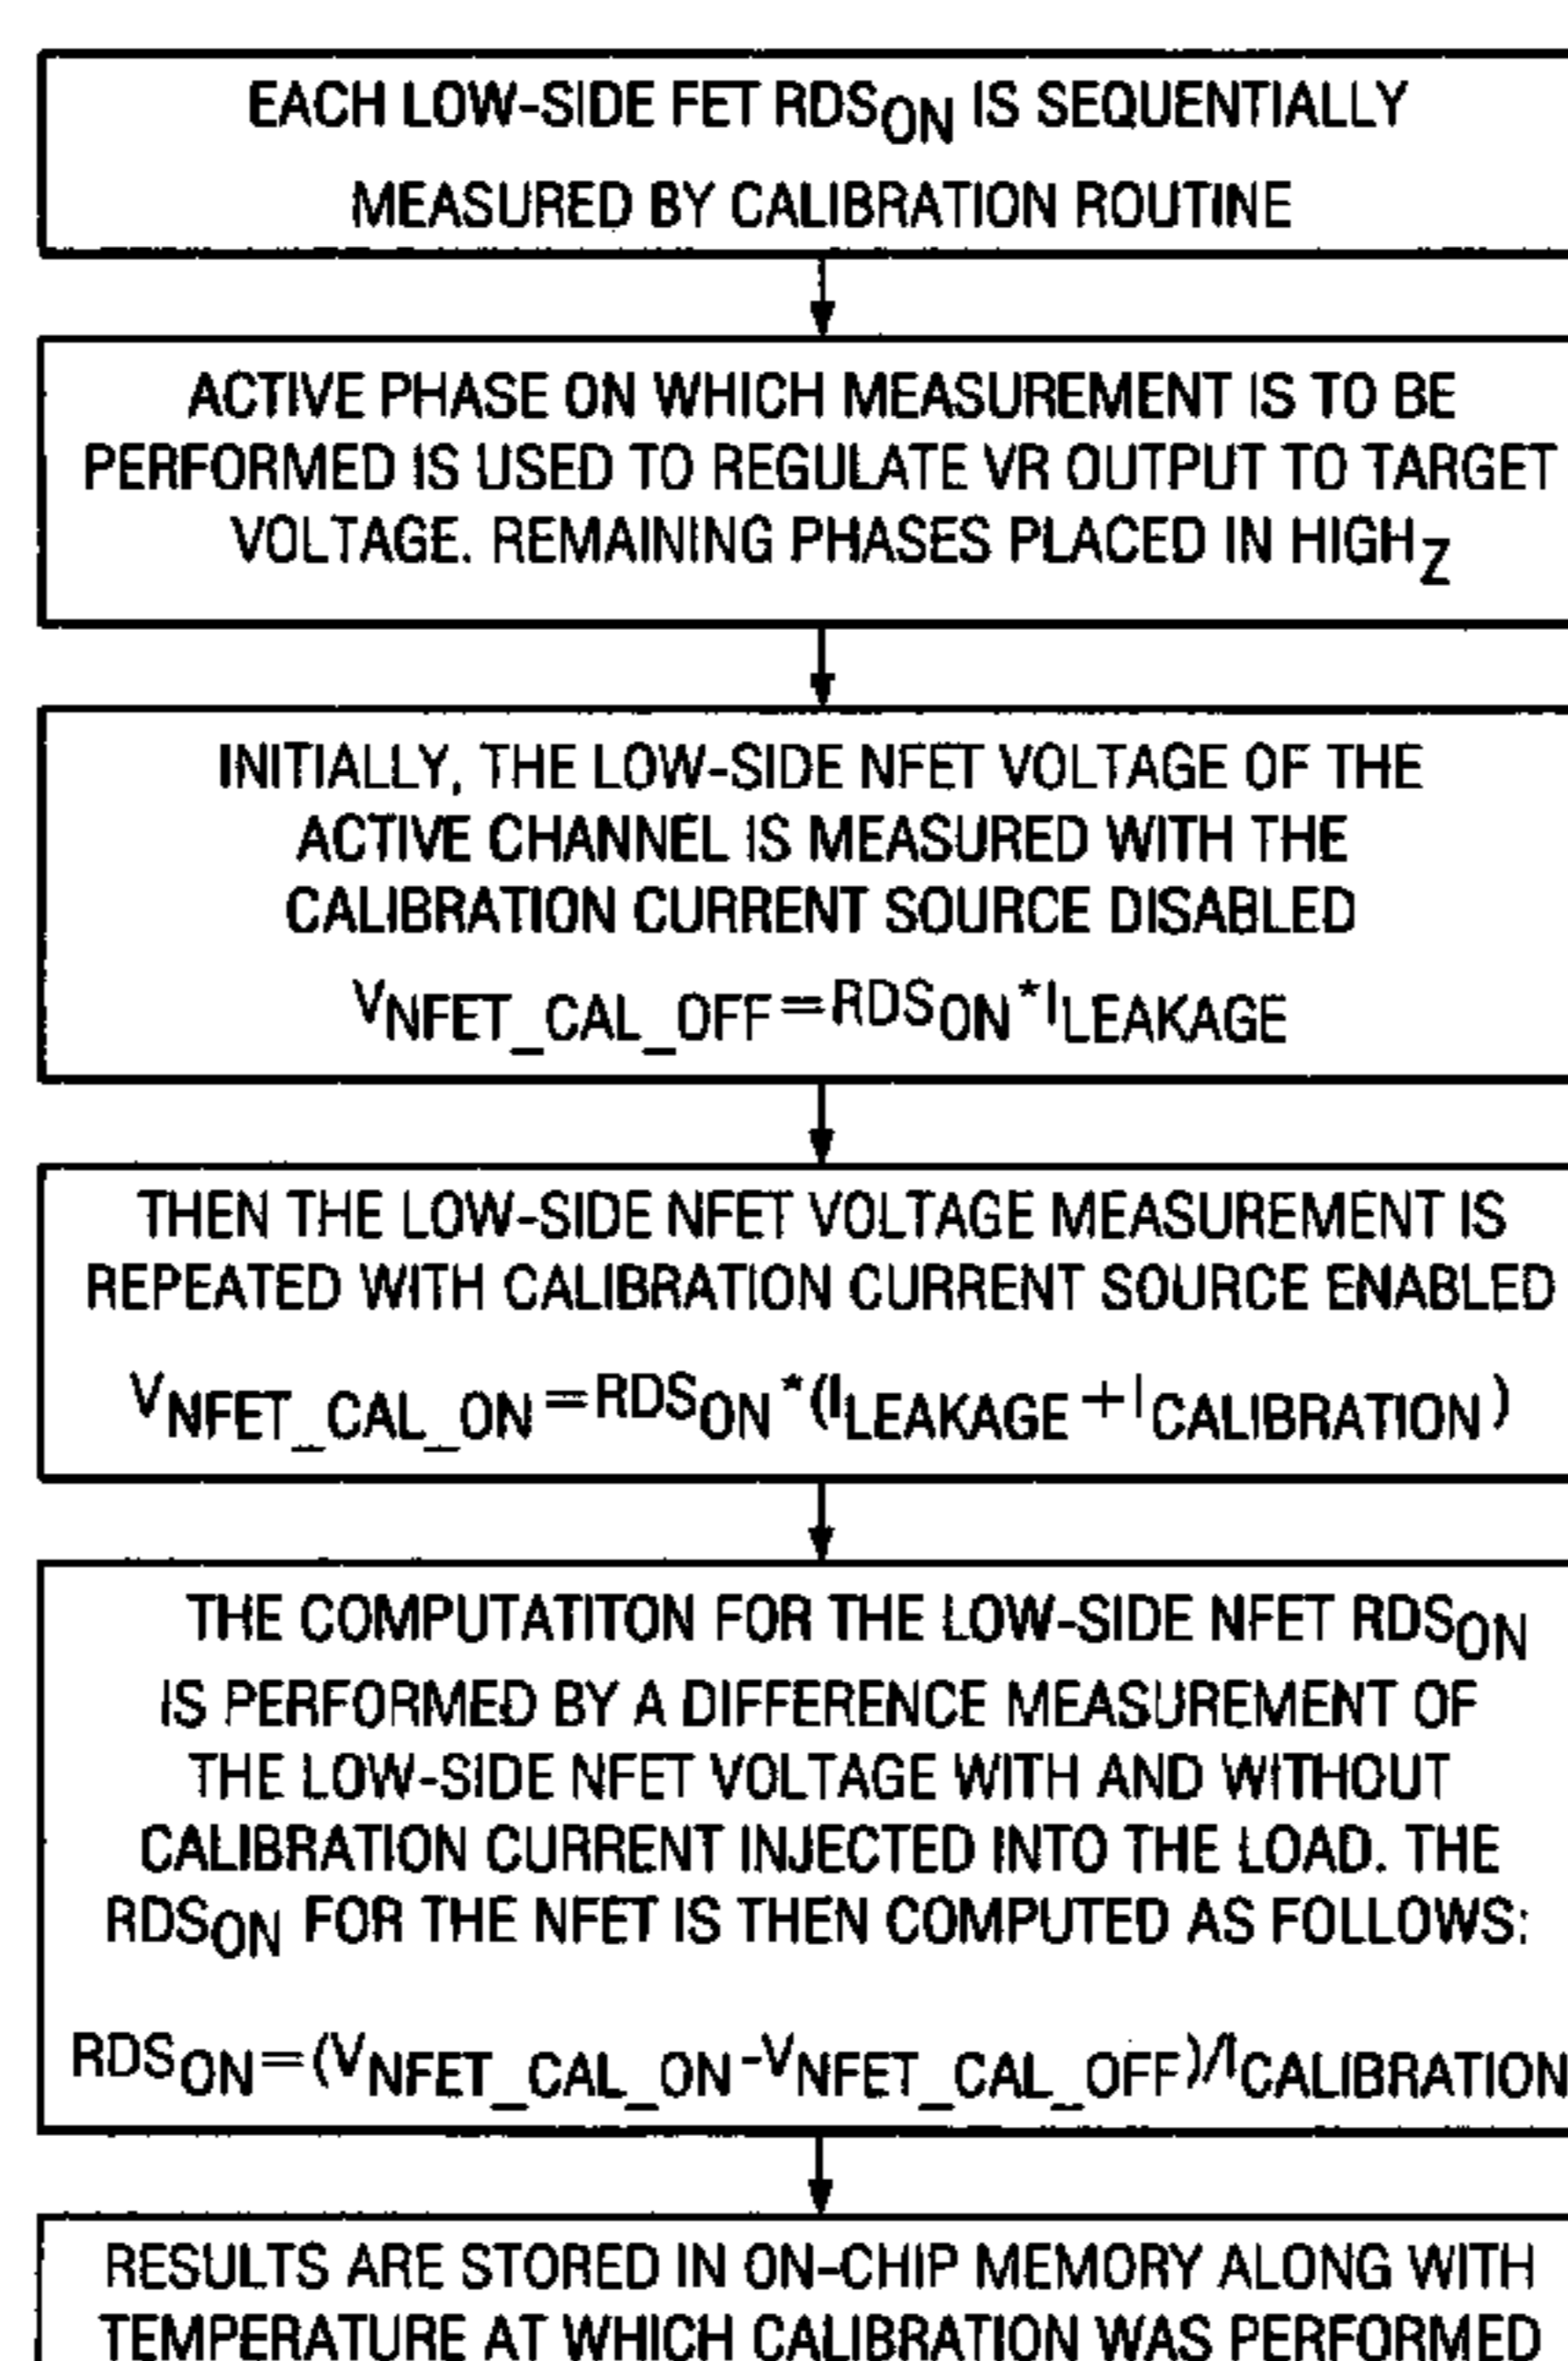 EACH LOW-SIDE FET RDSON IS SEQUENTIALLY
MEASURED BY CALIBRATION ROUTINE
ACTIVE PHASE ON WHICH MEASUREMENT IS TO BE
PERFORMED IS USED TO REGULATE VR OUTPUT TO TARGET
VOLTAGE. REMAINING PHASES PLACED IN HIGHZ
INITIALLY, THE LOW-SIDE NFET VOLTAGE OF THE
ACTIVE CHANNEL IS MEASURED WITH THE
CALIBRATION CURRENT SOURCE DISABLED
VNFET_CAL_OFF=RDSON*ILEAKAGE
THEN THE LOW-SIDE NFET VOLTAGE MEASUREMENT IS
REPEATED WITH CALIBRATION CURRENT SOURCE ENABLED
VNFET_CAL_ON=RDSON*(ILEAKAGE+ICALIBRATION)
THE COMPUTATITON FOR THE LOW-SIDE NFET RDSON
IS PERFORMED BY A DIFFERENCE MEASUREMENT OF
THE LOW-SIDE NFET VOLTAGE WITH AND WITHOUT
CALIBRATION CURRENT INJECTED INTO THE LOAD. THE
RDSON FOR THE NFET IS THEN COMPUTED AS FOLLOWS:
RDSON=(VNFET_CAL_ON-VNFET_CAL_OFF)/ICALIBRATION
RESULTS ARE STORED IN ON-CHIP MEMORY ALONG WITH
TEMPERATURE AT WHICH CALIBRATION WAS PERFORMED